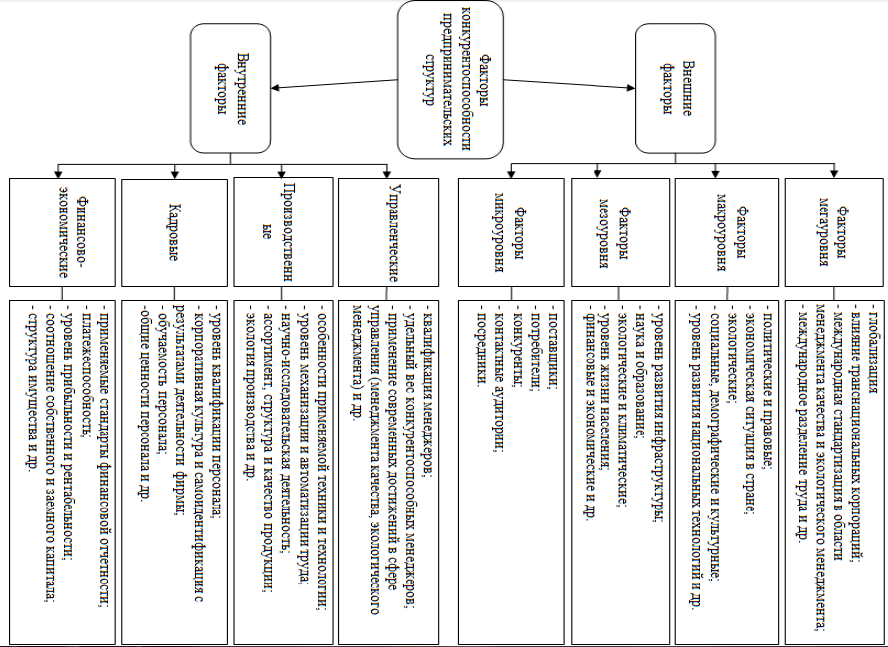 Факторы
конкурентоспособности
предпринимательских
структур
Внешние
факторы
Факторы
мегауровня
- глобализация
- влияние транснациональных корпораций;
- международная стандартизация в области
менеджмента качества и экологического менеджмента;
- международное разделение труда и др.
Факторы
макроуровня
- политические и правовые;
- экономическая ситуация в стране;
- экологические;
- социальные, демографические и культурные;
- уровень развития национальных технологий и др.
Факторы
мезоуровня
- уровень развития инфраструктуры;
- наука и образование;
- экологические и климатические;
- уровень жизни населения;
- финансовые и экономические и др.
Факторы
микроуровня
- поставщики;
- потребители;
- конкуренты;
- контактные аудитории;
- посредники.
Внутренние
факторы
Управленческие
- квалификация менеджеров;
- удельный вес конкурентоспособных менеджеров;
- применение современных достижений в сфере
управления (менеджмента качества, экологического
менеджмента) и др.
Производственн
ые
- особенности применяемой техники и технологии;
- уровень механизации и автоматизации труда;
- научно-исследовательская деятельность;
- ассортимент, структура и качество продукции;
- экология производства и др.
Кадровые
- уровень квалификации персонала;
- корпоративная культура и самоидентификация с
результатами деятельности фирмы;
- обучаемость персонала;
-общие ценности персонала и др.
Финансово-
экономические
- применяемые стандарты финансовой отчетности;
- платежеспособность;
- уровень прибыльности и рентабельности;
- соотношение собственного и заемного капитала;
- структура имущества и др.